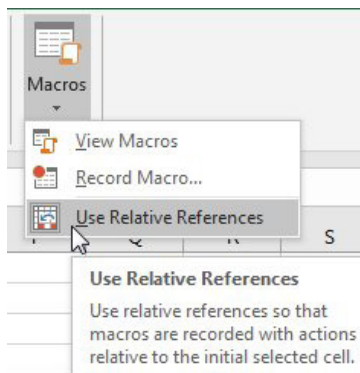 Macros
View Macros
Record Macro...
Use Relative References
S
Use Relative References
Use relative references so that
macros are recorded with actions
relative to the initial selected cell.